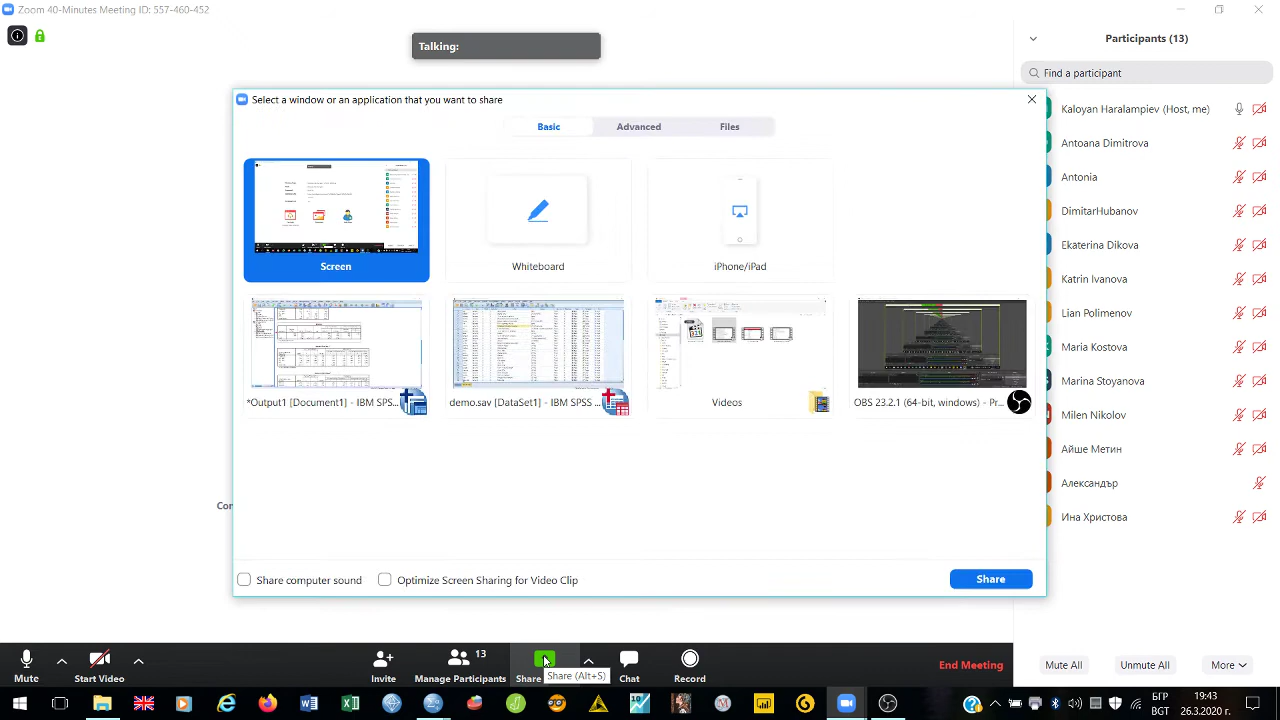 Zoom 40-Minutes Meeting ID: 557-460-452
Talking:
Participants (13)
Find a participant
Select a window or an application that you want to share
Basic
Advanced
Files
Screen
Whiteboard
iPhone/iPad
*Output1 [Document1] - IBM SPS...
demo.sav [DataSet1] - IBM SPSS ...
Videos
OBS 23.2.1 (64-bit, windows) - Pr...
Kaloyan Haralampiev (Host, me)
Andrea Dimitrova
Antonia
Dimitar Urbanov
Katrin Ivanova
Lian Polimenov
Maria Kostova
Marina Stoyanova
Milen Nikolov
Айше Метин
Александър
Ина Христова
Share computer sound
Optimize Screen Sharing for Video Clip
Share
Mute
Start Video
Invite
13
Manage Participants
Share
Share (Alt+S)
Chat
Record
End Meeting
Mute All
Unmute All
More
БГР
BGT
19:43
26.3.2020 г.